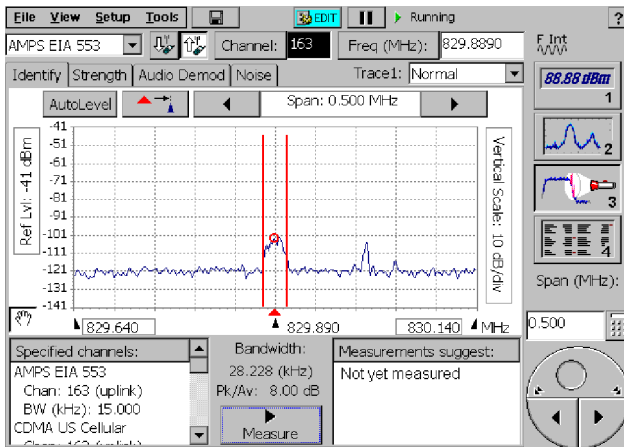 File View Setup Tools EDIT Running ?
AMPS EIA 553 Channel: 163 Freq (MHz): 829.8890 F Int
Identify Strength Audio Demod Noise Trace1: Normal
AutoLevel Span: 0.500 MHz
88.88 dBm
1
2
3
4
Ref Lvl: -41 dBm
-41
-51
-61
-71
-81
-91
-101
-111
-121
-131
-141
Vertical Scale: 10 dB/div
829.640 829.890 830.140 MHz
Span (MHz):
0.500
Specified channels:
AMPS EIA 553
Chan: 163 (uplink)
BW (kHz): 15.000
CDMA US Cellular
Chan: 163 (uplink)
Bandwidth:
28.228 (kHz)
Pk/Av: 8.00 dB
Measure
Measurements suggest:
Not yet measured